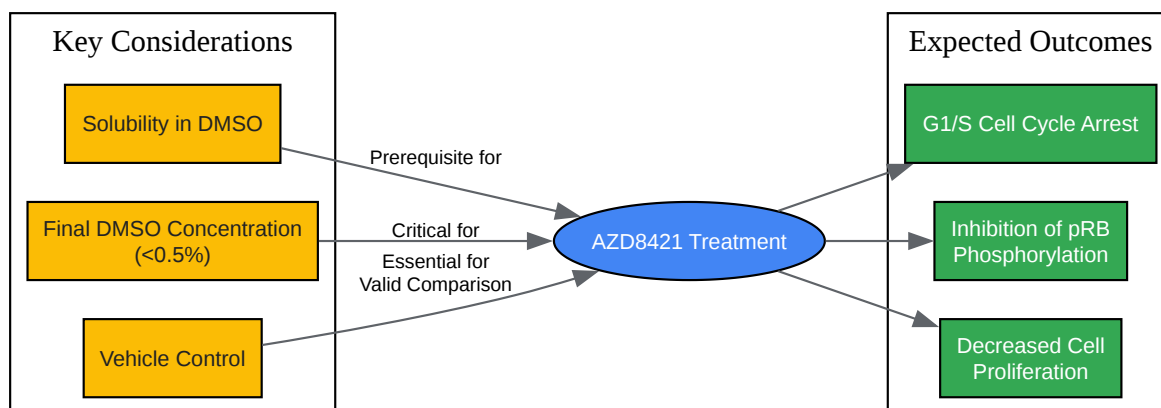 Key Considerations
Solubility in DMSO
Final DMSO Concentration
(<0.5%)
Vehicle Control
Prerequisite for
Critical for
Essential for
Valid Comparison
AZD8421 Treatment
Expected Outcomes
G1/S Cell Cycle Arrest
Inhibition of pRB
Phosphorylation
Decreased Cell
Proliferation